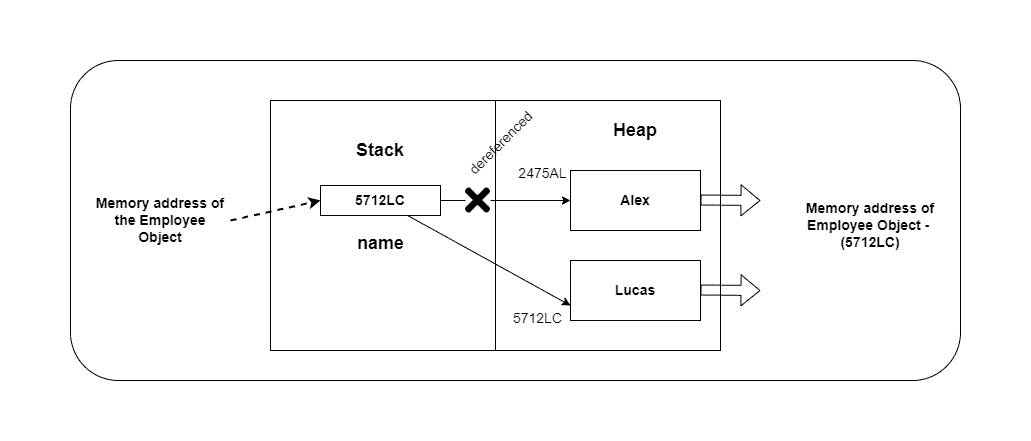 dereferenced
Heap
Stack
2475AL
Alex
5712LC
Memory address of
the Employee
Object
Memory address of
Employee Object -
(5712LC)
name
Lucas
5712LC